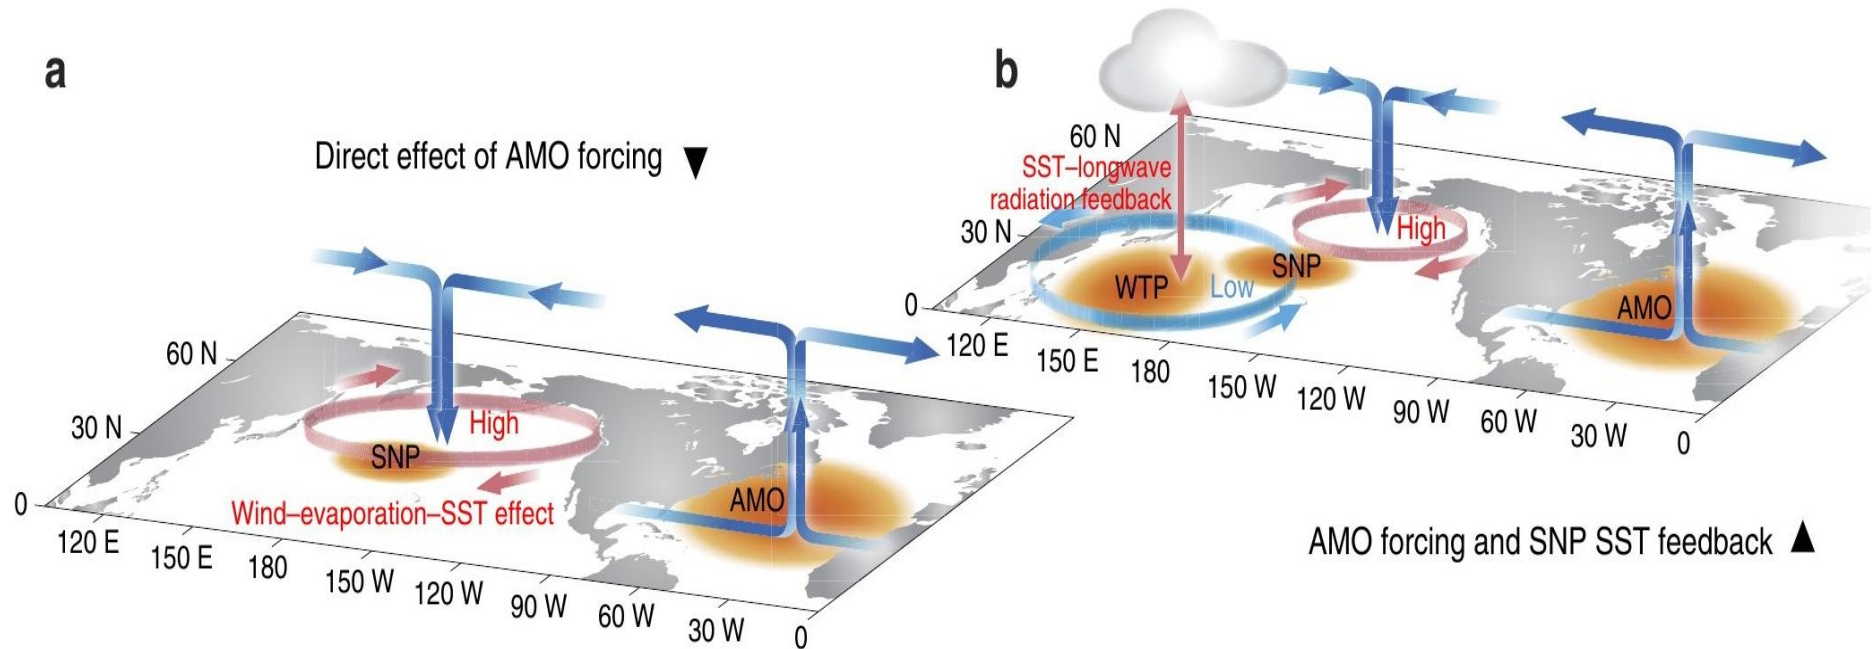 a
Direct effect of AMO forcing ▼
60 N
30 N
0
High
SNP
Wind–evaporation–SST effect
AMO
120 E
150 E
180
150 W
120 W
90 W
60 W
30 W
0
b
60 N
SST–longwave
radiation feedback
30 N
0
High
WTP
Low
SNP
AMO
120 E
150 E
180
150 W
120 W
90 W
60 W
30 W
0
AMO forcing and SNP SST feedback ▲